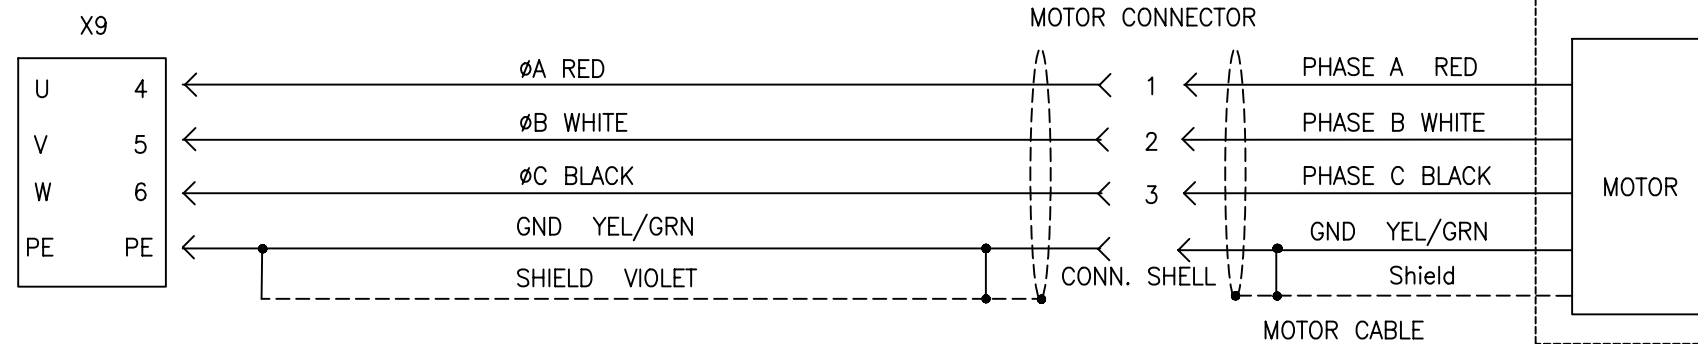 MOTOR CONNECTOR
X9
U 4 øA RED 1 PHASE A RED
V 5 øB WHITE 2 PHASE B WHITE
W 6 øC BLACK 3 PHASE C BLACK
MOTOR
PE PE GND YEL/GRN GND YEL/GRN
SHIELD VIOLET CONN. SHELL Shield
MOTOR CABLE